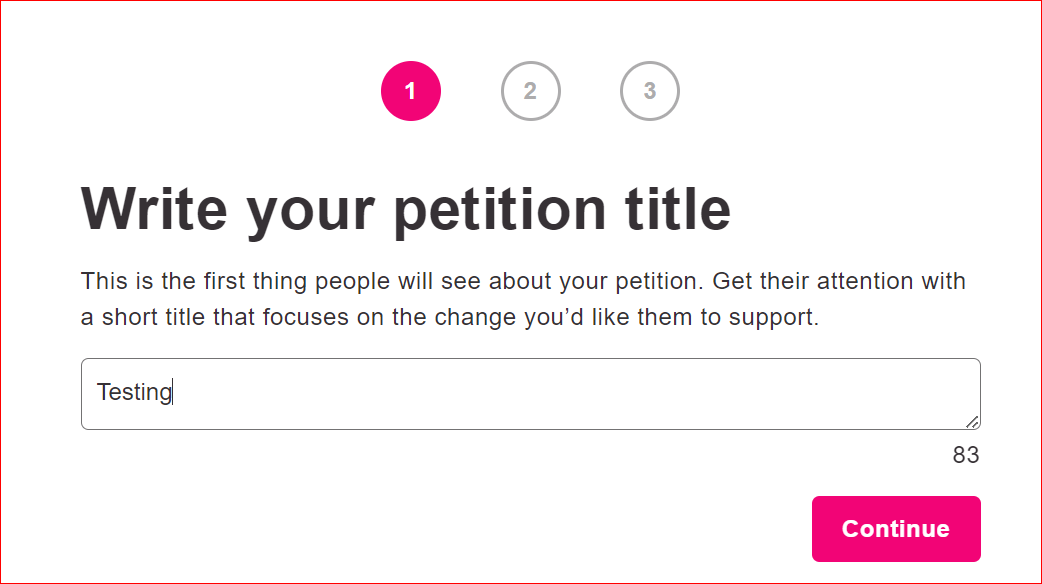 1 2 3
Write your petition title
This is the first thing people will see about your petition. Get their attention with
a short title that focuses on the change you’d like them to support.
Testing
83
Continue